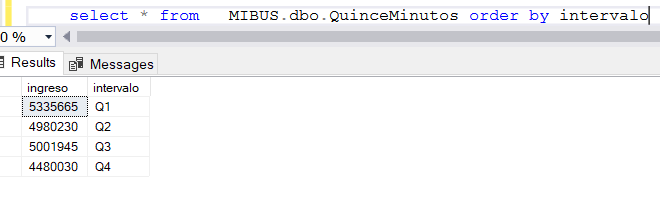 select * from   MIBUS.dbo.QuinceMinutos order by intervalo
0 %
Results Messages
ingreso intervalo
5335665 Q1
4980230 Q2
5001945 Q3
4480030 Q4